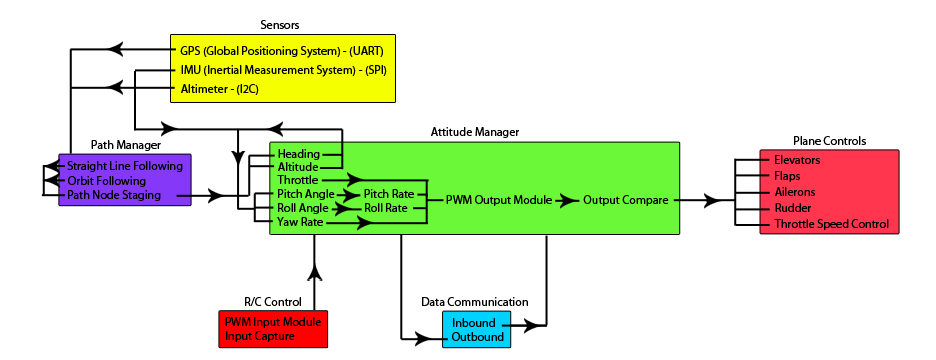 Sensors
GPS (Global Positioning System) - (UART)
IMU (Inertial Measurement System) - (SPI)
Altimeter - (I2C)
Path Manager
Straight Line Following
Orbit Following
Path Node Staging
Attitude Manager
Heading
Altitude
Throttle
Pitch Angle
Pitch Rate
Roll Angle
Roll Rate
Yaw Rate
PWM Output Module
Output Compare
Plane Controls
Elevators
Flaps
Ailerons
Rudder
Throttle Speed Control
R/C Control
PWM Input Module
Input Capture
Data Communication
Inbound
Outbound